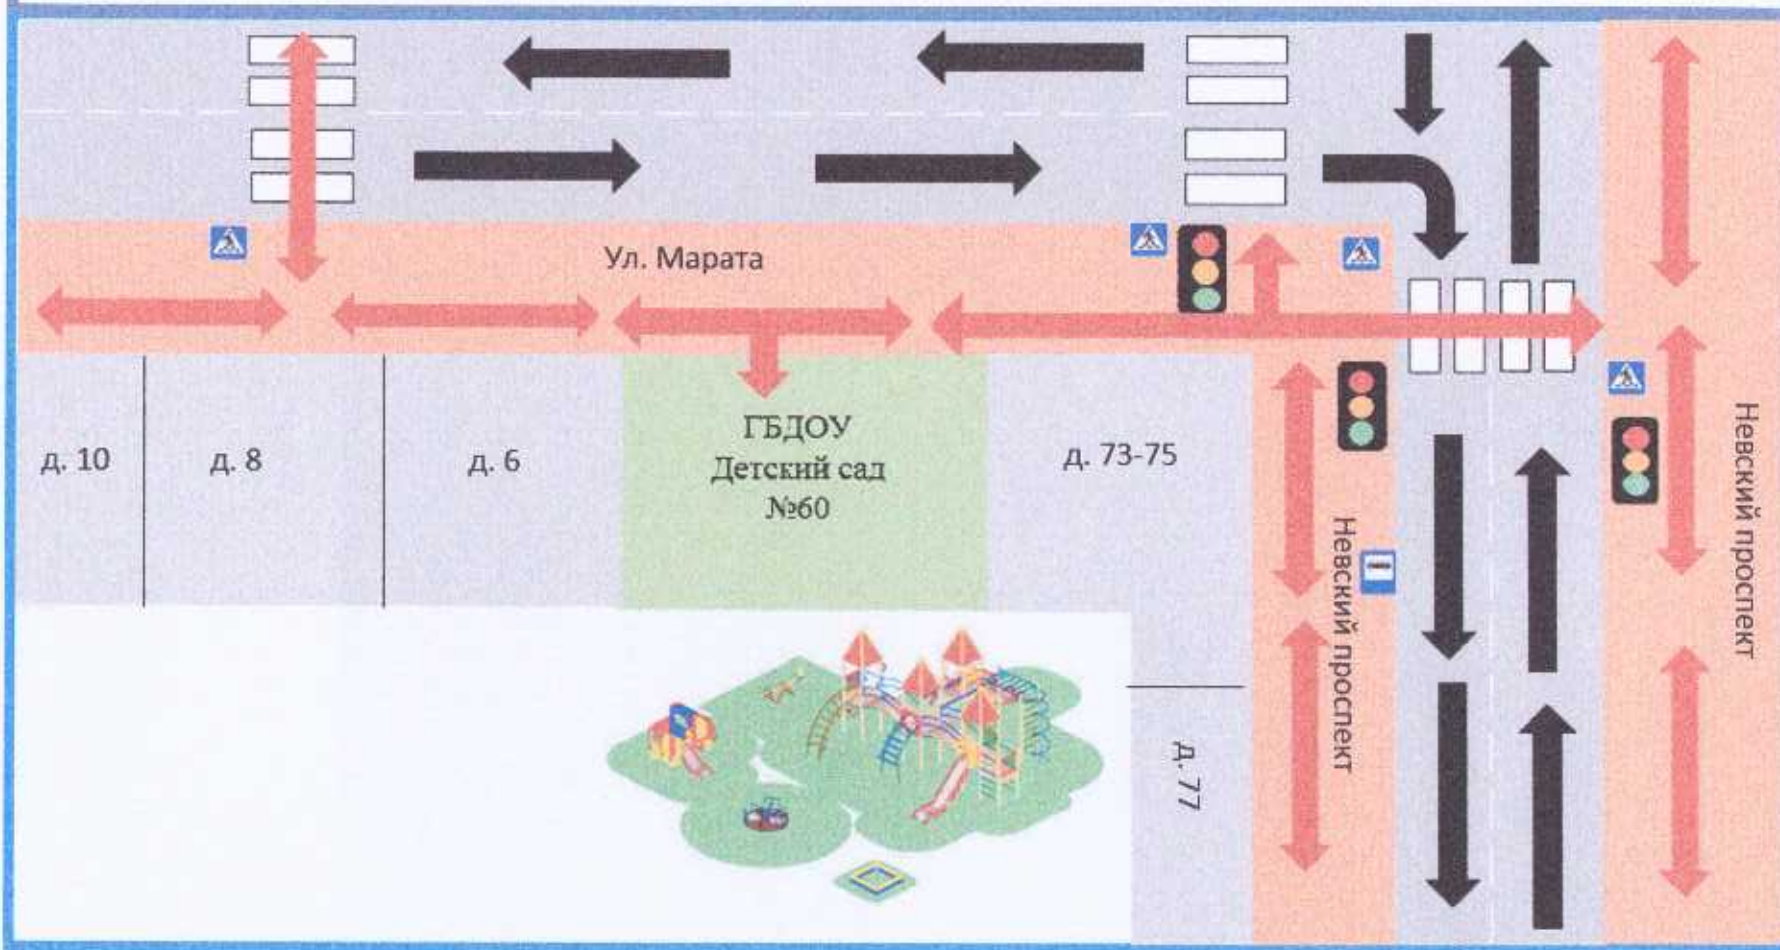 Ул. Марата
д. 10
д. 8
д. 6
ГБДОУ
Детский сад
№60
д. 73-75
д. 77
Невский проспект
Невский проспект